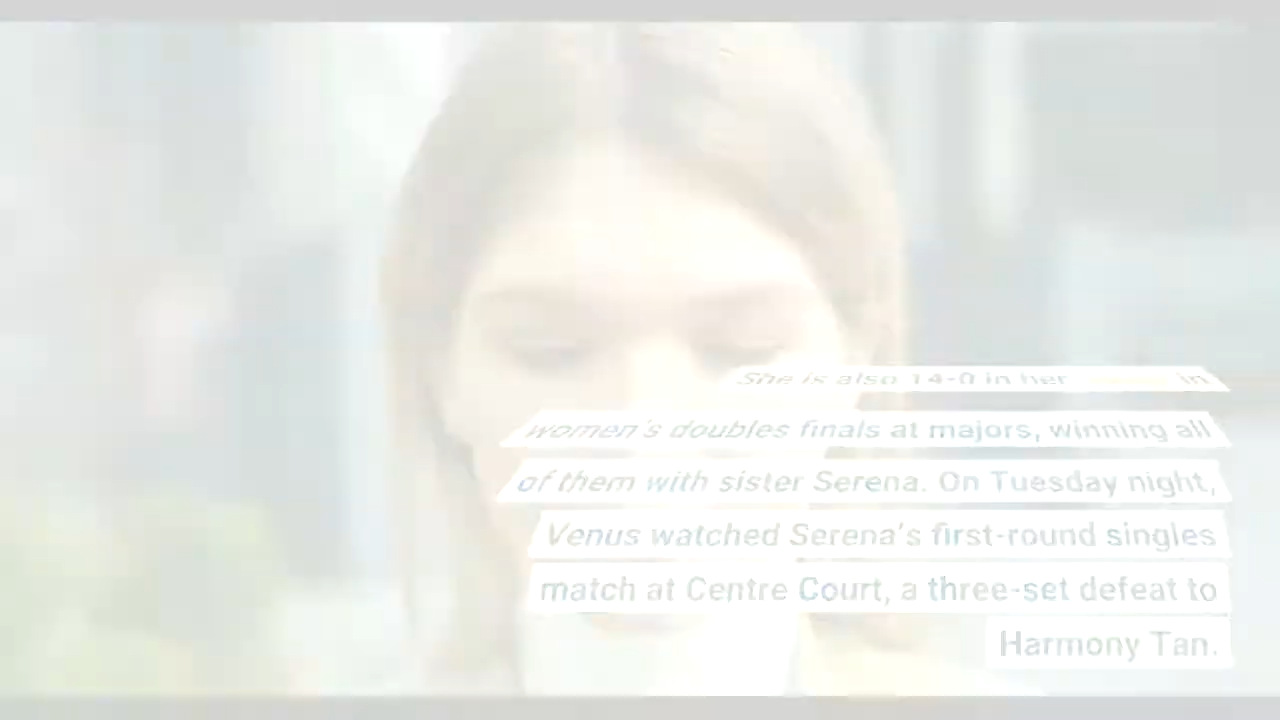 She is also 14-0 in her in
women's doubles finals at majors, winning all
of them with sister Serena. On Tuesday night,
Venus watched Serena's first-round singles
match at Centre Court, a three-set defeat to
Harmony Tan.